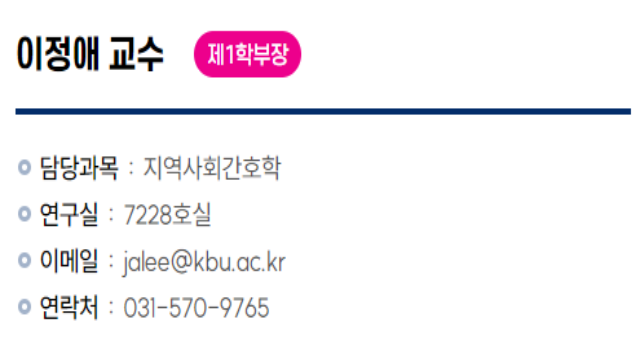 이정애 교수 제1학부장
담당과목 : 지역사회간호학
연구실 : 7228호실
이메일 : jalee@kbu.ac.kr
연락처 : 031-570-9765